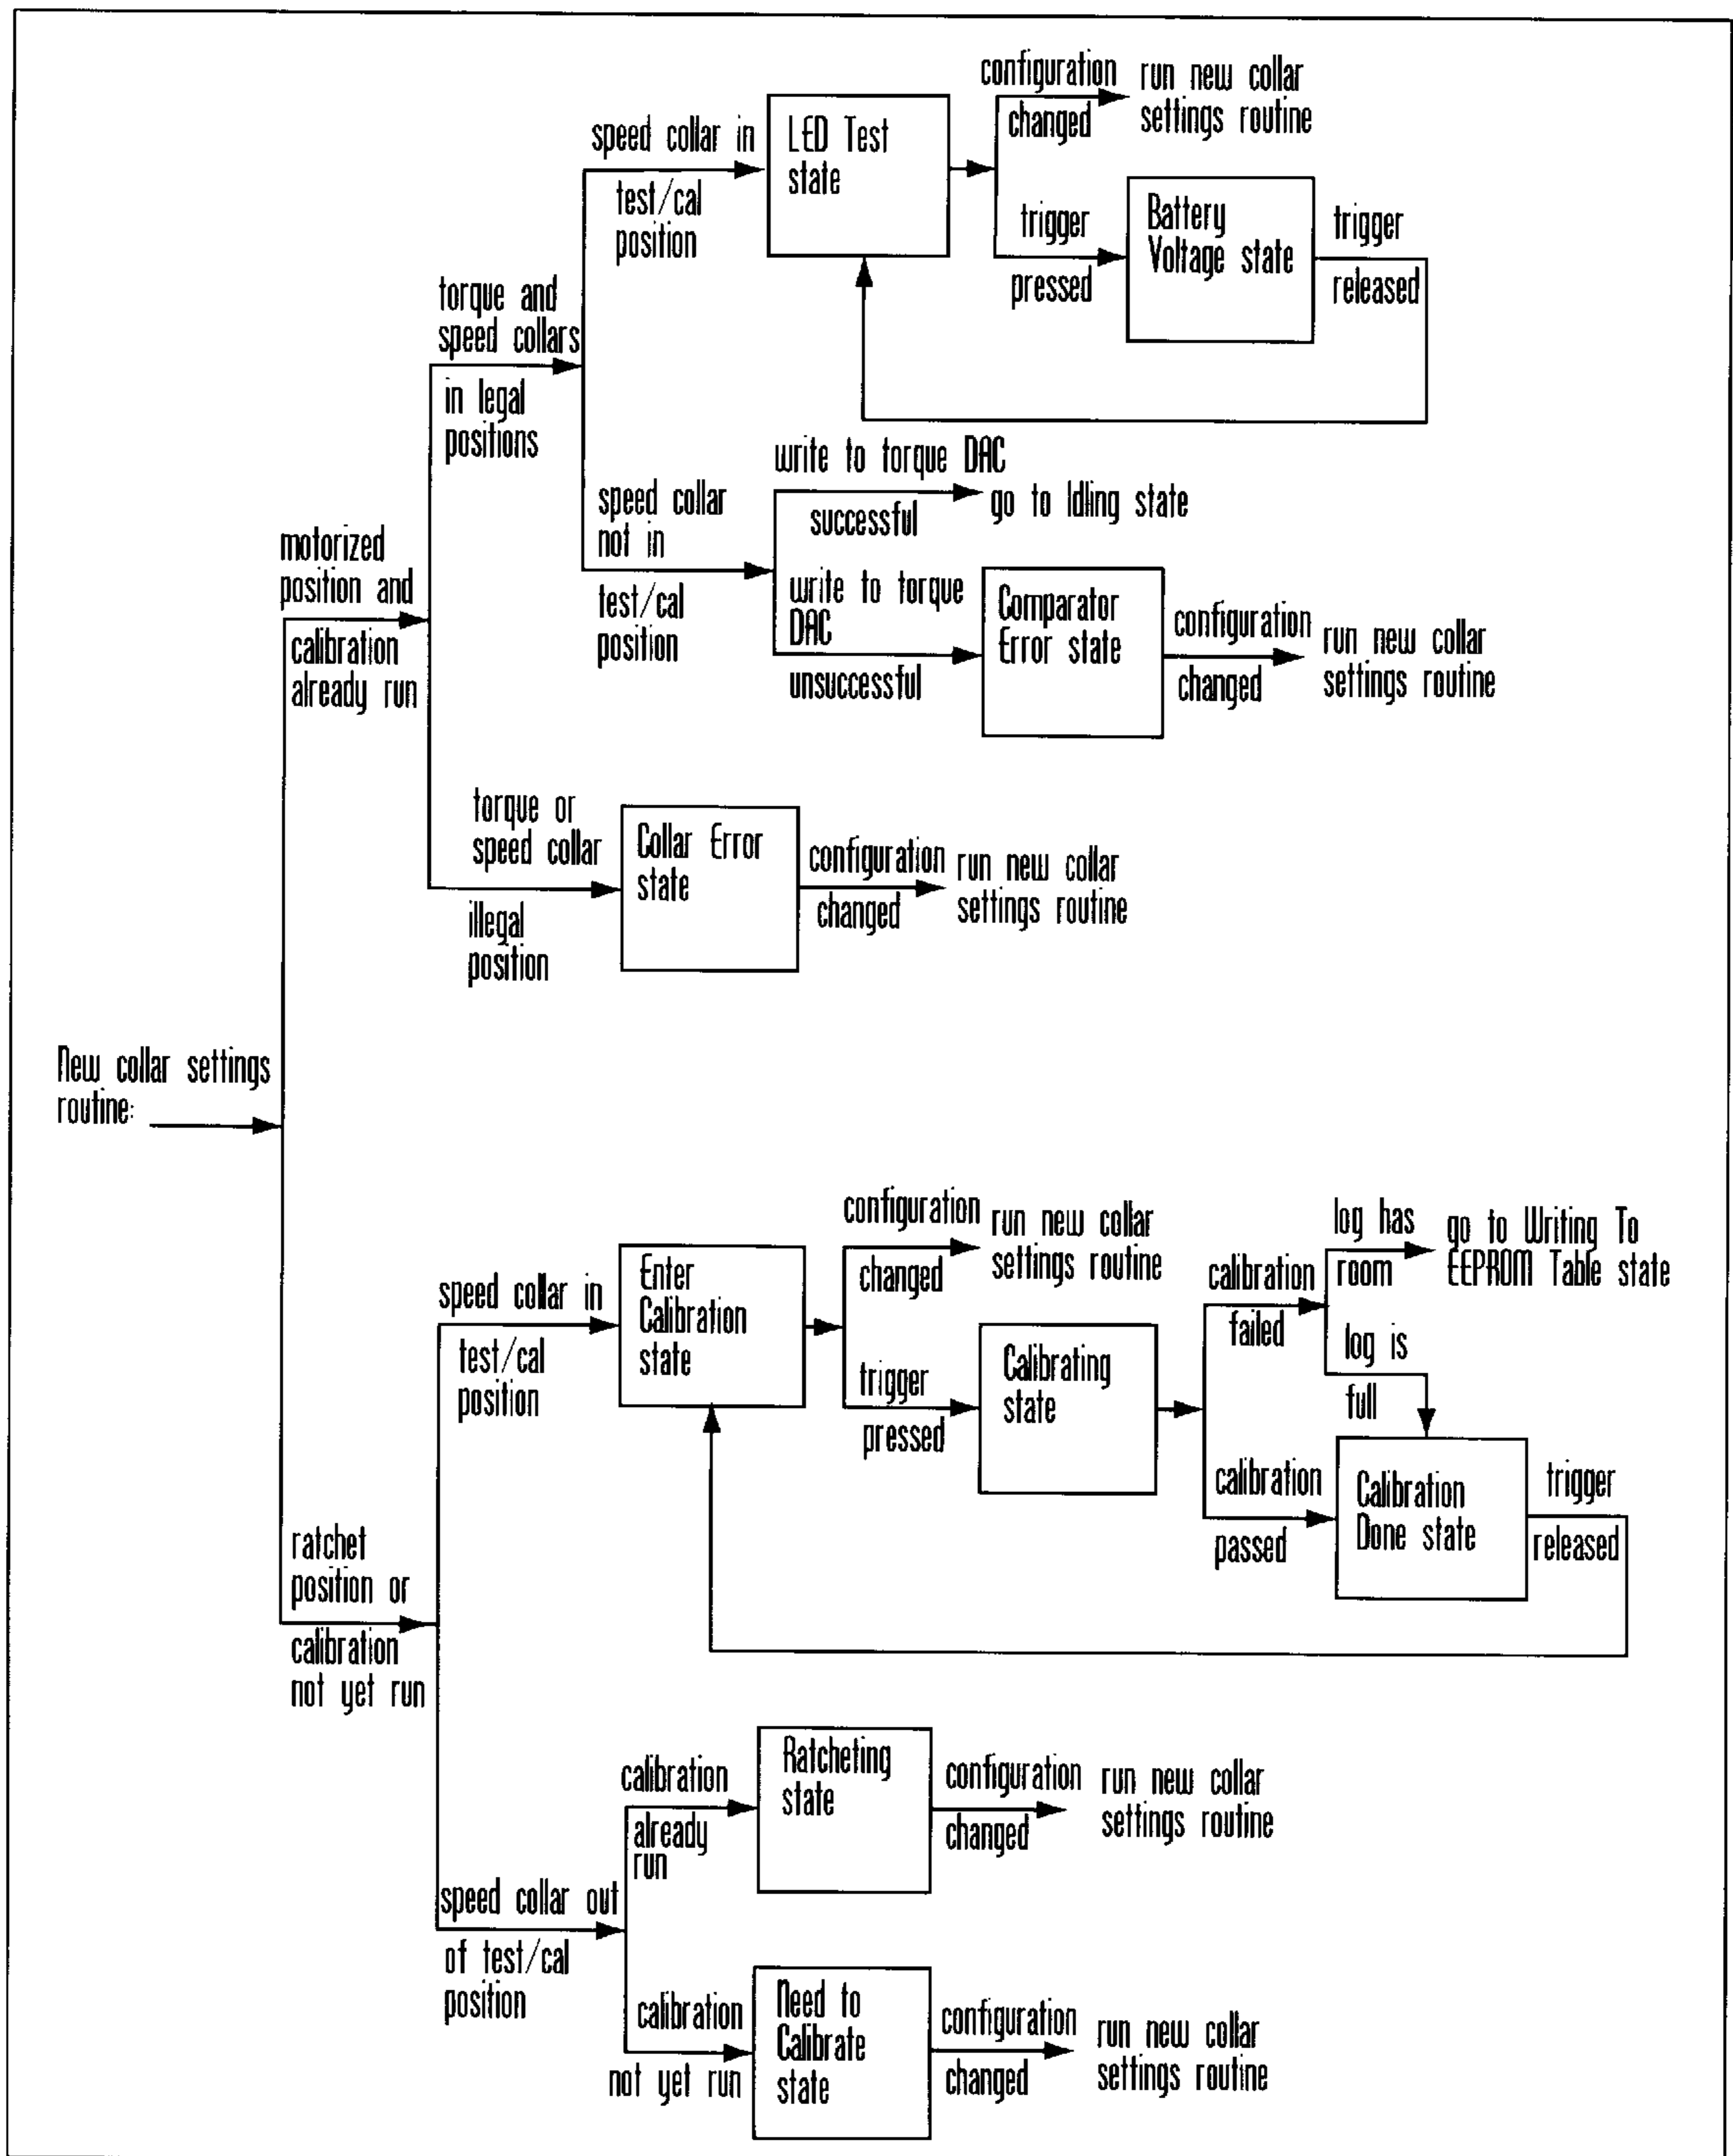 configuration
changed
run new collar
settings routine
speed collar in
test/cal
position
LED Test
state
trigger
pressed
Battery
Voltage state
trigger
released
torque and
speed collars
in legal
positions
write to torque DAC
successful
go to Idling state
speed collar
not in
test/cal
position
motorized
position and
calibration
already run
write to torque
DAC
unsuccessful
Comparator
Error state
configuration
changed
run new collar
settings routine
torque or
speed collar
illegal
position
Collar Error
state
configuration
changed
run new collar
settings routine
New collar settings
routine:
configuration
changed
run new collar
settings routine
log has
room
go to Writing To
EEPROM Table state
speed collar in
test/cal
position
Enter
Calibration
state
calibration
failed
log is
full
trigger
pressed
Calibrating
state
calibration
passed
Calibration
Done state
trigger
released
ratchet
position or
calibration
not yet run
calibration
already
run
Ratcheting
state
configuration
changed
run new collar
settings routine
speed collar out
of test/cal
position
calibration
not yet run
Need to
Calibrate
state
configuration
changed
run new collar
settings routine